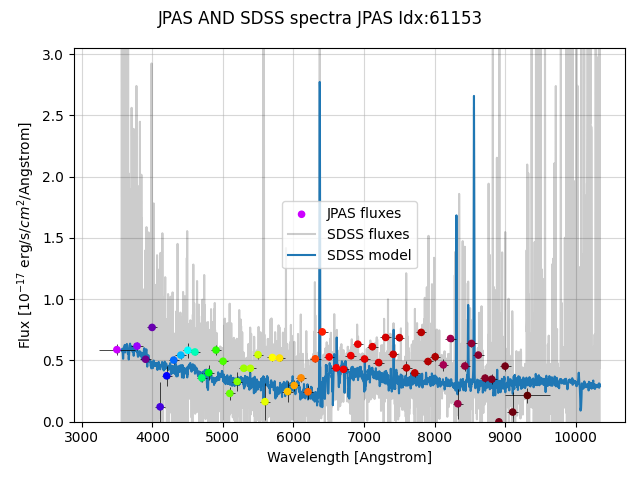 JPAS AND SDSS spectra JPAS Idx:61153
3.0
2.5
2.0
1.5
1.0
0.5
0.0
Flux [10⁻¹⁷ erg/s/cm²/Angstrom]
JPAS fluxes
SDSS fluxes
SDSS model
3000 4000 5000 6000 7000 8000 9000 10000
Wavelength [Angstrom]